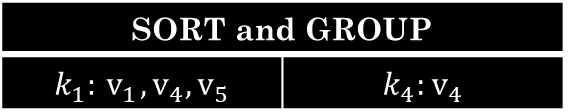 SORT and GROUP
k₁: v₁, v₄, v₅
k₄: v₄